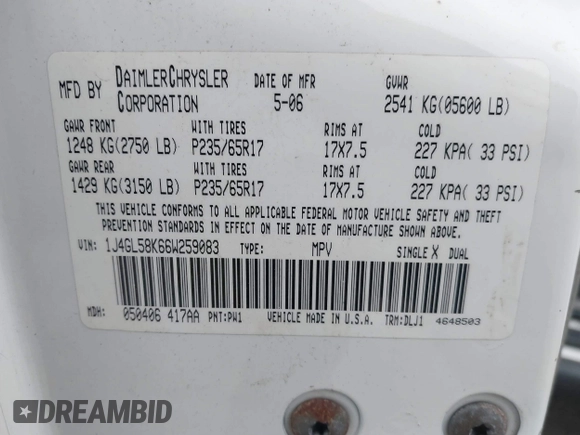 MFD BY DAIMLERCHRYSLER CORPORATION DATE OF MFR 5-06 GVWR 2541 KG(05600 LB)
GAWR FRONT WITH TIRES RIMS AT COLD
1248 KG(2750 LB) P235/65R17 17X7.5 227 KPA( 33 PSI)
GAWR REAR WITH TIRES RIMS AT COLD
1429 KG(3150 LB) P235/65R17 17X7.5 227 KPA( 33 PSI)
THIS VEHICLE CONFORMS TO ALL APPLICABLE FEDERAL MOTOR VEHICLE SAFETY AND THEFT
PREVENTION STANDARDS IN EFFECT ON THE DATE OF MANUFACTURE SHOWN ABOVE.
VIN: 1J4GL58K66W259083 TYPE: MPV SINGLE X DUAL
MDH: 050406 417AA PNT:PW1 VEHICLE MADE IN U.S.A. TRM:DLJ1 4648503
DREAMBID